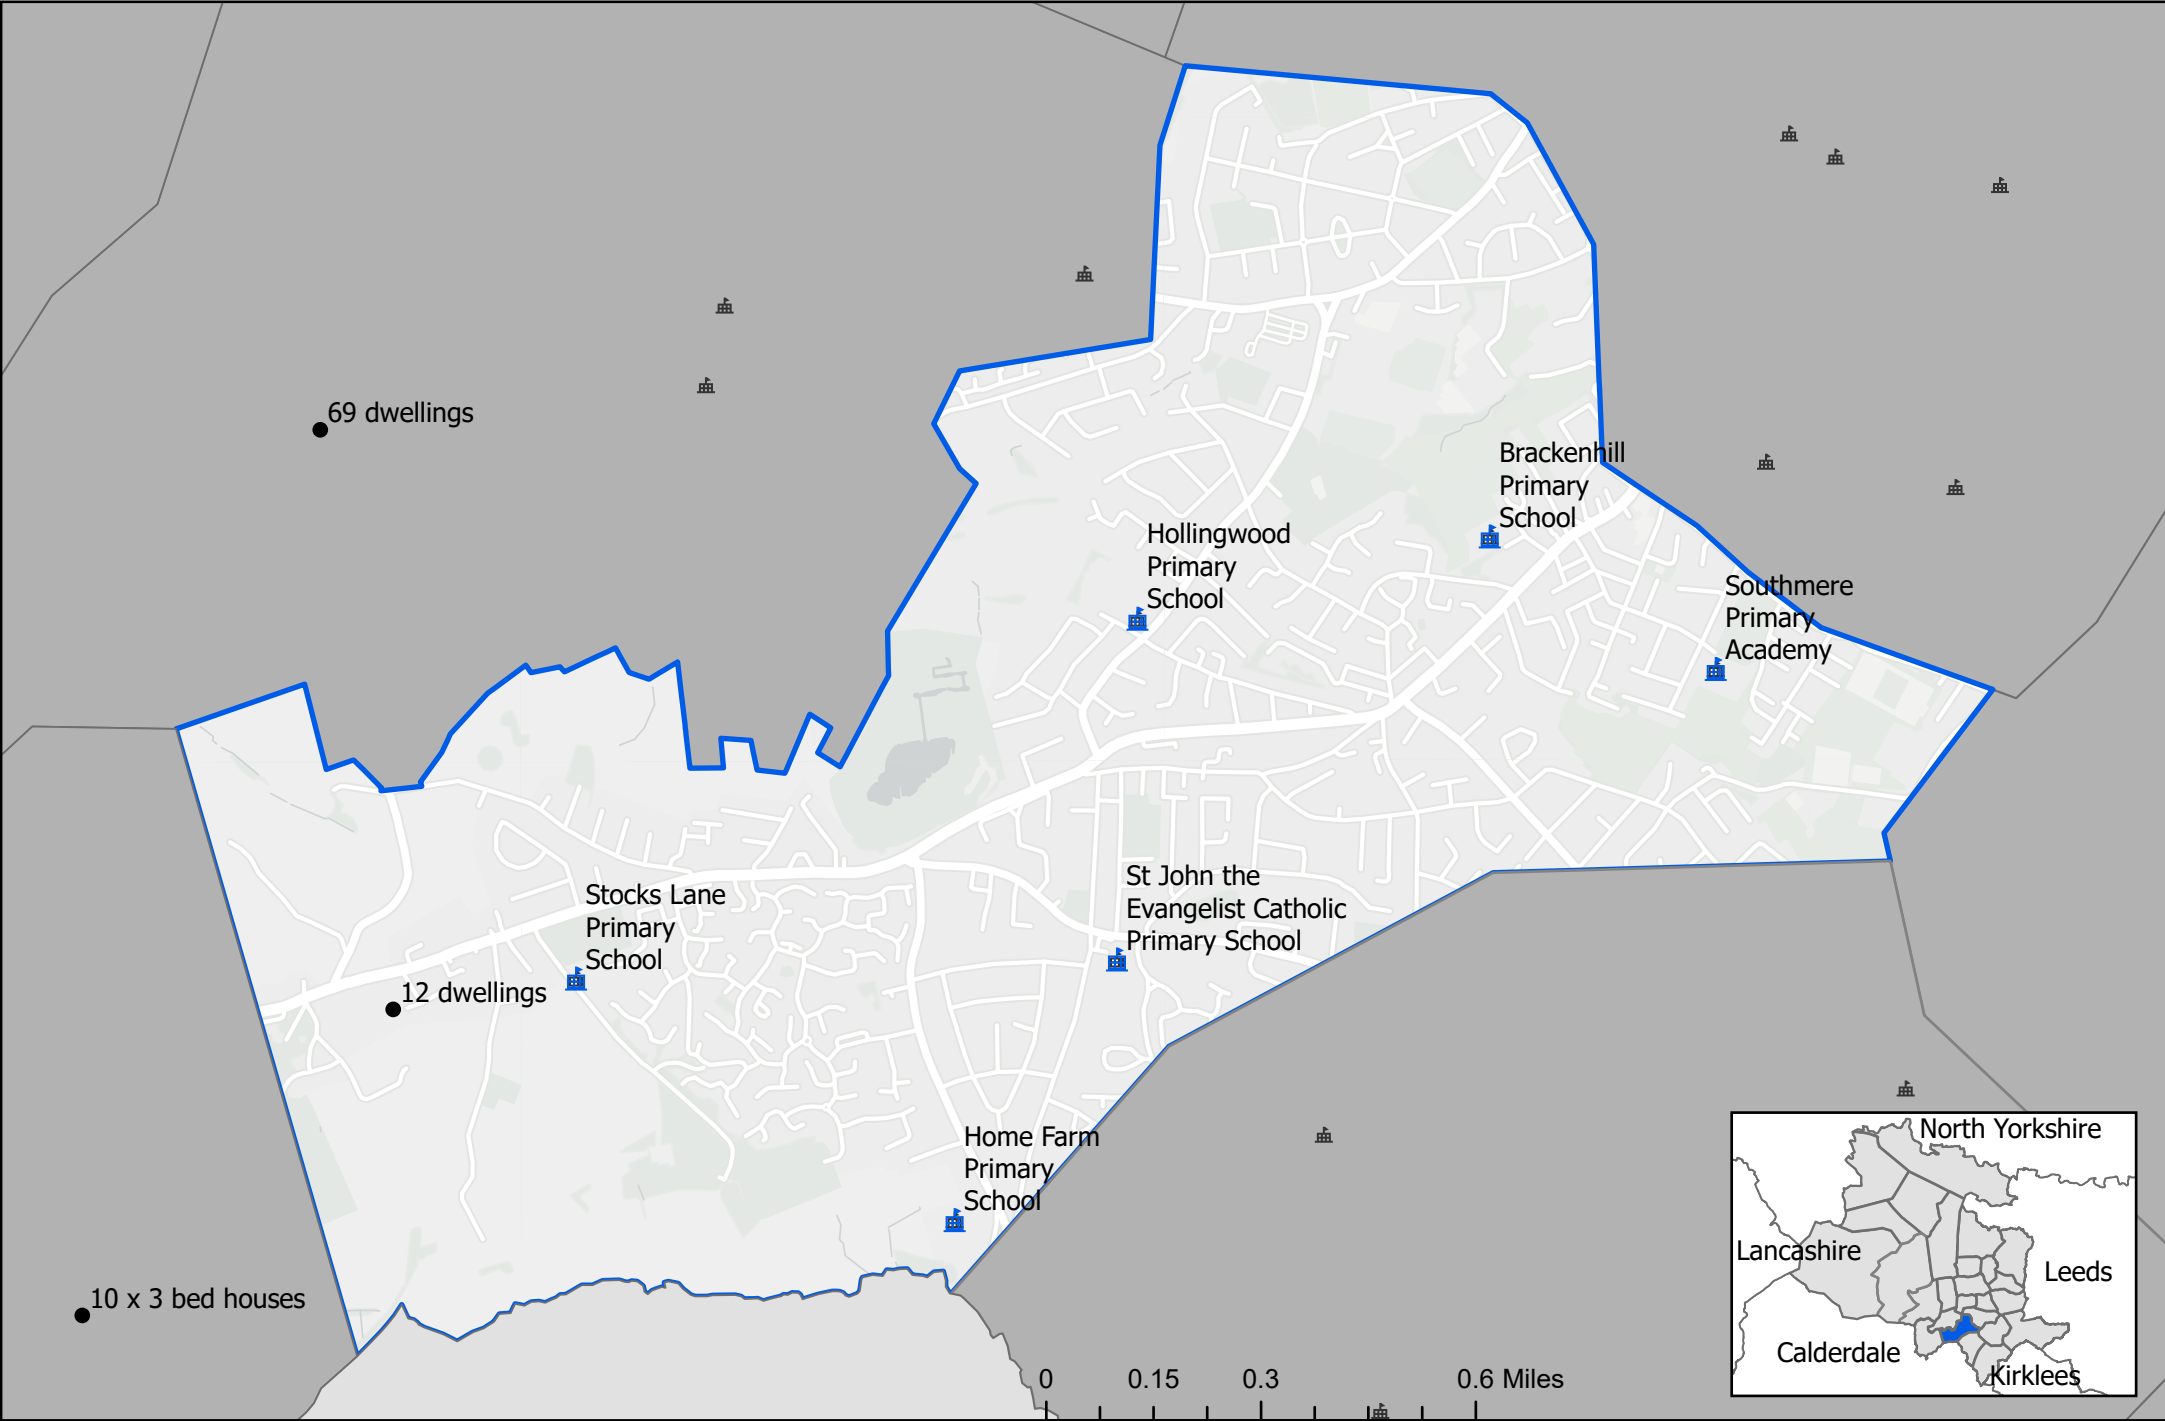 69 dwellings
Brackenhill
Primary
School
Hollingwood
Primary
School
Southmere
Primary
Academy
Stocks Lane
Primary
School
St John the
Evangelist Catholic
Primary School
12 dwellings
Home Farm
Primary
School
10 x 3 bed houses
0 0.15 0.3 0.6 Miles
North Yorkshire
Lancashire
Leeds
Calderdale
Kirklees